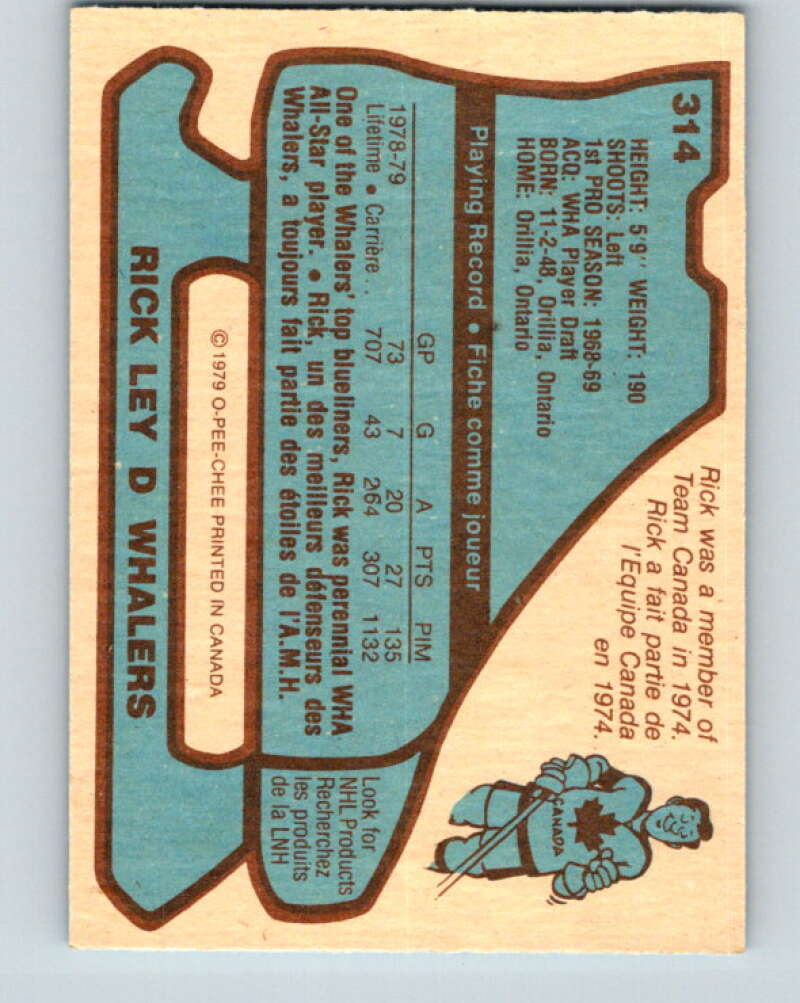 314
HEIGHT: 5'9" WEIGHT: 190
SHOOTS: Left
1st PRO SEASON: 1968-69
ACQ: WHA Player Draft
BORN: 11-2-48, Orillia, Ontario
HOME: Orillia, Ontario
Rick was a member of
Team Canada in 1974.
Rick a fait partie de
l'Equipe Canada
en 1974.
CANADA
Playing Record • Fiche comme joueur
GP G A PTS PIM
1978-79 73 7 20 27 135
Lifetime • Carrière .. 707 43 264 307 1132
One of the Whalers' top blueliners, Rick was perennial WHA
All-Star player. • Rick, un des meilleurs défenseurs des
Whalers, a toujours fait partie des étoiles de l'A.M.H.
Look for
NHL Products
Recherchez
les produits
de la LNH
© 1979 O-PEE-CHEE PRINTED IN CANADA
RICK LEY D WHALERS